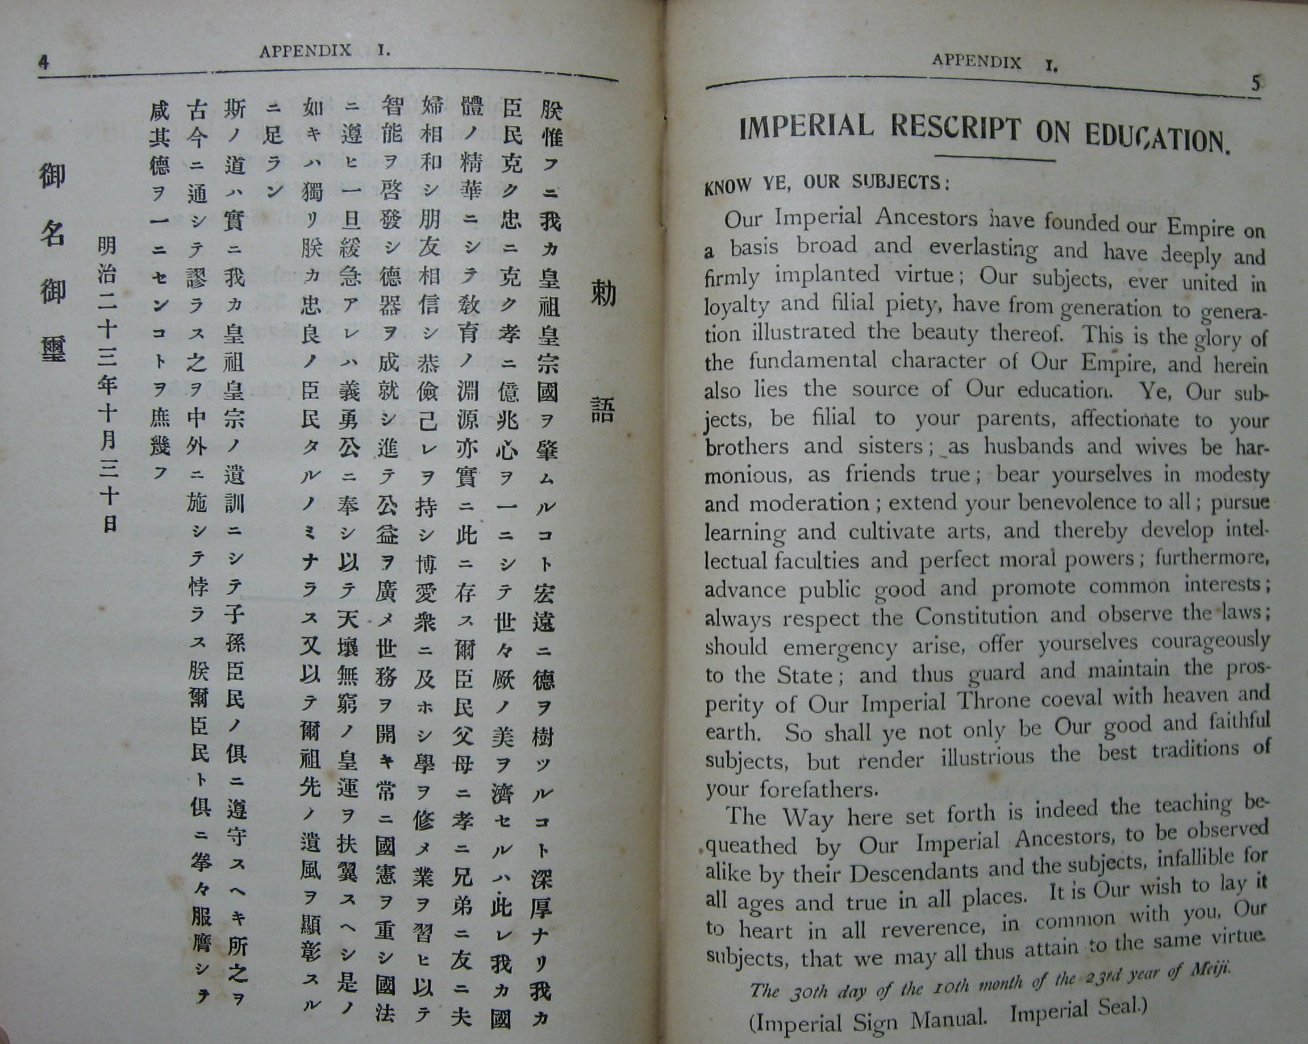 4
APPENDIX I.
勅語
朕惟フニ我カ皇祖皇宗國ヲ肇ムルコト宏遠ニ德ヲ樹ツルコト深厚ナリ我カ
臣民克ク忠ニ克ク孝ニ億兆心ヲ一ニシテ世々厥ノ美ヲ濟セルハ此レ我カ國
體ノ精華ニシテ敎育ノ淵源亦實ニ此ニ存ス爾臣民父母ニ孝ニ兄弟ニ友ニ夫
婦相和シ朋友相信シ恭儉己レヲ持シ博愛衆ニ及ホシ學ヲ修メ業ヲ習ヒ以テ
智能ヲ啓發シ德器ヲ成就シ進テ公益ヲ廣メ世務ヲ開キ常ニ國憲ヲ重シ國法
ニ遵ヒ一旦緩急アレハ義勇公ニ奉シ以テ天壤無窮ノ皇運ヲ扶翼スヘシ是ノ
如キハ獨リ朕カ忠良ノ臣民タルノミナラス又以テ爾祖先ノ遺風ヲ顯彰スル
ニ足ラン
斯ノ道ハ實ニ我カ皇祖皇宗ノ遺訓ニシテ子孫臣民ノ俱ニ遵守スヘキ所之ヲ
古今ニ通シテ謬ラス之ヲ中外ニ施シテ悖ラス朕爾臣民ト俱ニ拳々服膺シテ
咸其德ヲ一ニセンコトヲ庶幾フ
明治二十三年十月三十日
御名御璽
APPENDIX I.
5
IMPERIAL RESCRIPT ON EDUCATION.
KNOW YE, OUR SUBJECTS:
Our Imperial Ancestors have founded our Empire on
a basis broad and everlasting and have deeply and
firmly implanted virtue; Our subjects, ever united in
loyalty and filial piety, have from generation to genera-
tion illustrated the beauty thereof. This is the glory of
the fundamental character of Our Empire, and herein
also lies the source of Our education. Ye, Our sub-
jects, be filial to your parents, affectionate to your
brothers and sisters; as husbands and wives be har-
monious, as friends true; bear yourselves in modesty
and moderation; extend your benevolence to all; pursue
learning and cultivate arts, and thereby develop intel-
lectual faculties and perfect moral powers; furthermore,
advance public good and promote common interests;
always respect the Constitution and observe the laws;
should emergency arise, offer yourselves courageously
to the State; and thus guard and maintain the pros-
perity of Our Imperial Throne coeval with heaven and
earth. So shall ye not only be Our good and faithful
subjects, but render illustrious the best traditions of
your forefathers.
The Way here set forth is indeed the teaching be-
queathed by Our Imperial Ancestors, to be observed
alike by their Descendants and the subjects, infallible for
all ages and true in all places. It is Our wish to lay it
to heart in all reverence, in common with you, Our
subjects, that we may all thus attain to the same virtue.
The 30th day of the 10th month of the 23rd year of Meiji.
(Imperial Sign Manual. Imperial Seal.)